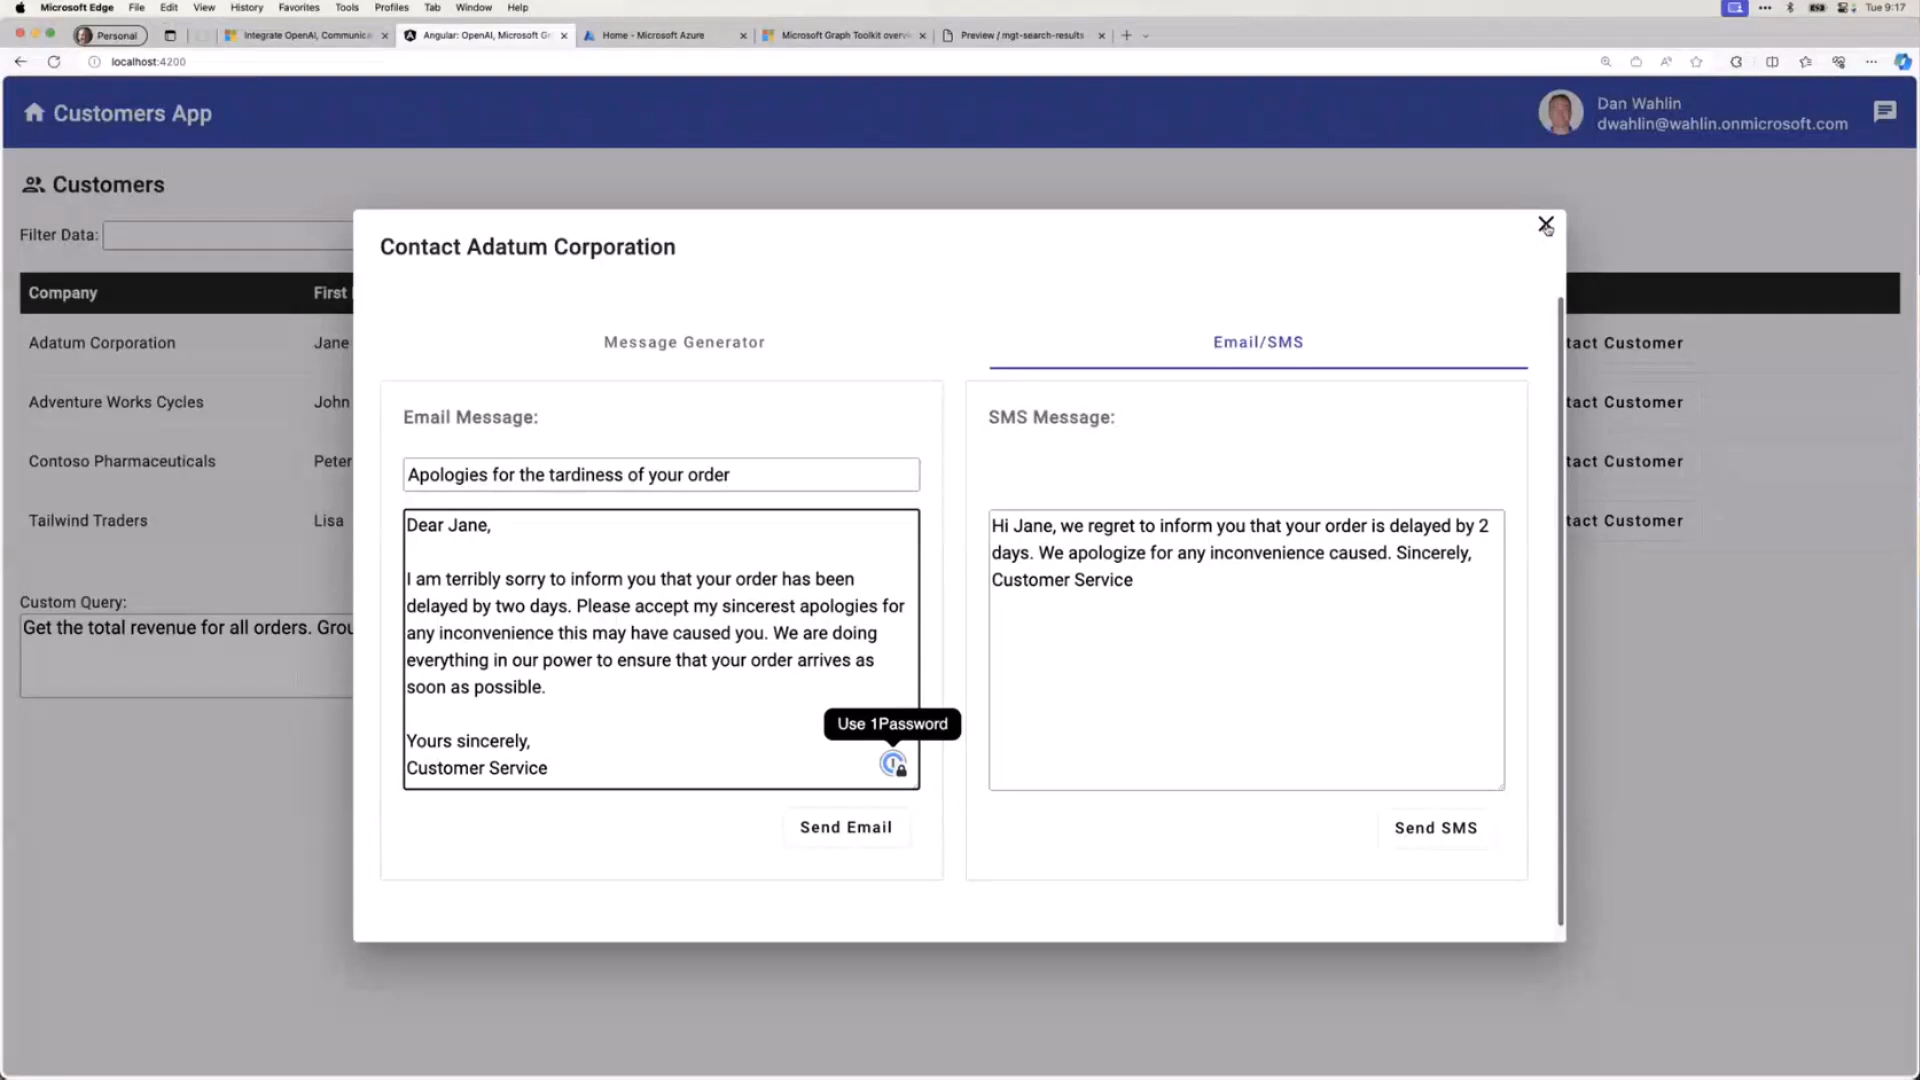 Microsoft Edge File Edit View History Favorites Tools Profiles Tab Window Help Tue 9:17
Personal Integrate OpenAI, Communica Angular: OpenAI, Microsoft Gr Home - Microsoft Azure Microsoft Graph Toolkit overvi Preview / mgt-search-results
localhost:4200
Customers App
Dan Wahlin
dwahlin@wahlin.onmicrosoft.com
Customers
Filter Data:
Company First
Adatum Corporation Jane tact Customer
Adventure Works Cycles John tact Customer
Contoso Pharmaceuticals Peter tact Customer
Tailwind Traders Lisa tact Customer
Custom Query:
Get the total revenue for all orders. Grou
Contact Adatum Corporation
Message Generator Email/SMS
Email Message:
Apologies for the tardiness of your order
Dear Jane,
I am terribly sorry to inform you that your order has been
delayed by two days. Please accept my sincerest apologies for
any inconvenience this may have caused you. We are doing
everything in our power to ensure that your order arrives as
soon as possible.
Yours sincerely,
Customer Service
Use 1Password
Send Email
SMS Message:
Hi Jane, we regret to inform you that your order is delayed by 2
days. We apologize for any inconvenience caused. Sincerely,
Customer Service
Send SMS